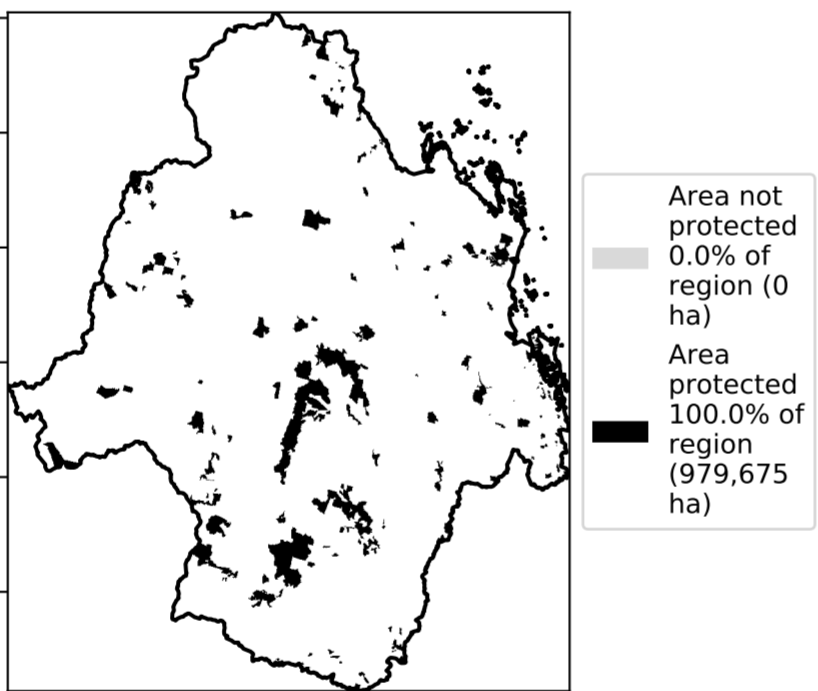 Area not
protected
0.0% of
region (0
ha)
Area
protected
100.0% of
region
(979,675
ha)